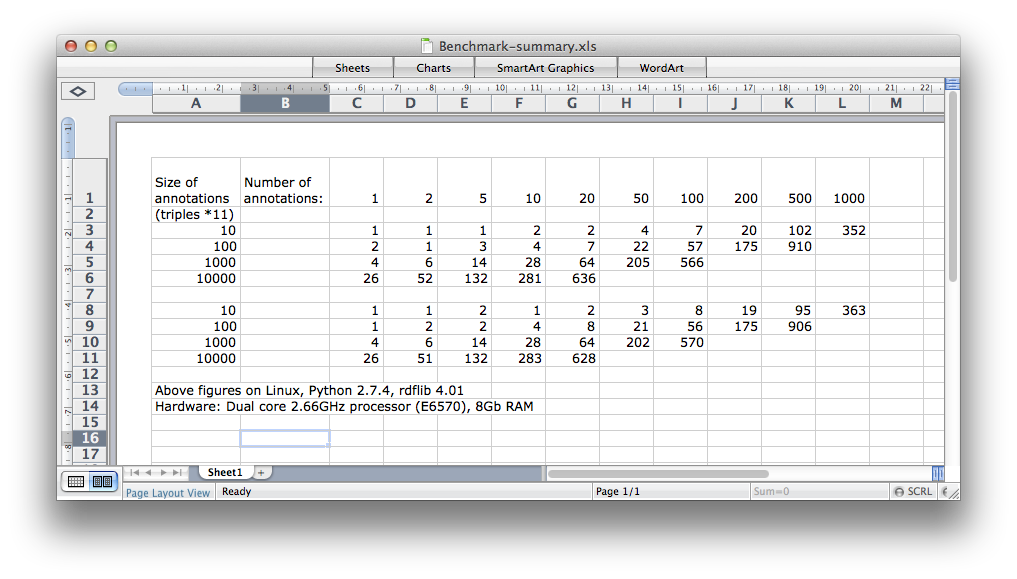 Benchmark-summary.xls
Sheets Charts SmartArt Graphics WordArt
1 2 3 4 5 6 7 8 9 10 11 12 13 14 15 16 17 18 19 20 21 22
A B C D E F G H I J K L M
Size of Number of
1 annotations annotations: 1 2 5 10 20 50 100 200 500 1000
2 (triples *11)
3 10 1 1 1 2 2 4 7 20 102 352
4 100 2 1 3 4 7 22 57 175 910
5 1000 4 6 14 28 64 205 566
6 10000 26 52 132 281 636
7
8 10 1 1 2 1 2 3 8 19 95 363
9 100 1 2 2 4 8 21 56 175 906
10 1000 4 6 14 28 64 202 570
11 10000 26 51 132 283 628
12
13 Above figures on Linux, Python 2.7.4, rdflib 4.01
14 Hardware: Dual core 2.66GHz processor (E6570), 8Gb RAM
15
16
17
Sheet1
Page Layout View Ready Page 1/1 Sum=0 SCRL